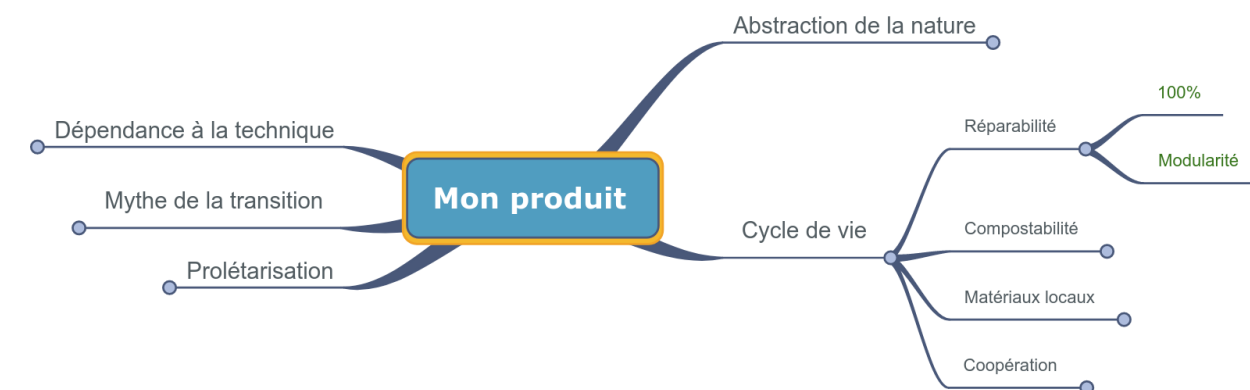 Abstraction de la nature
100%
Dépendance à la technique
Réparabilité
Modularité
Mythe de la transition
Mon produit
Cycle de vie
Compostabilité
Prolétarisation
Matériaux locaux
Coopération